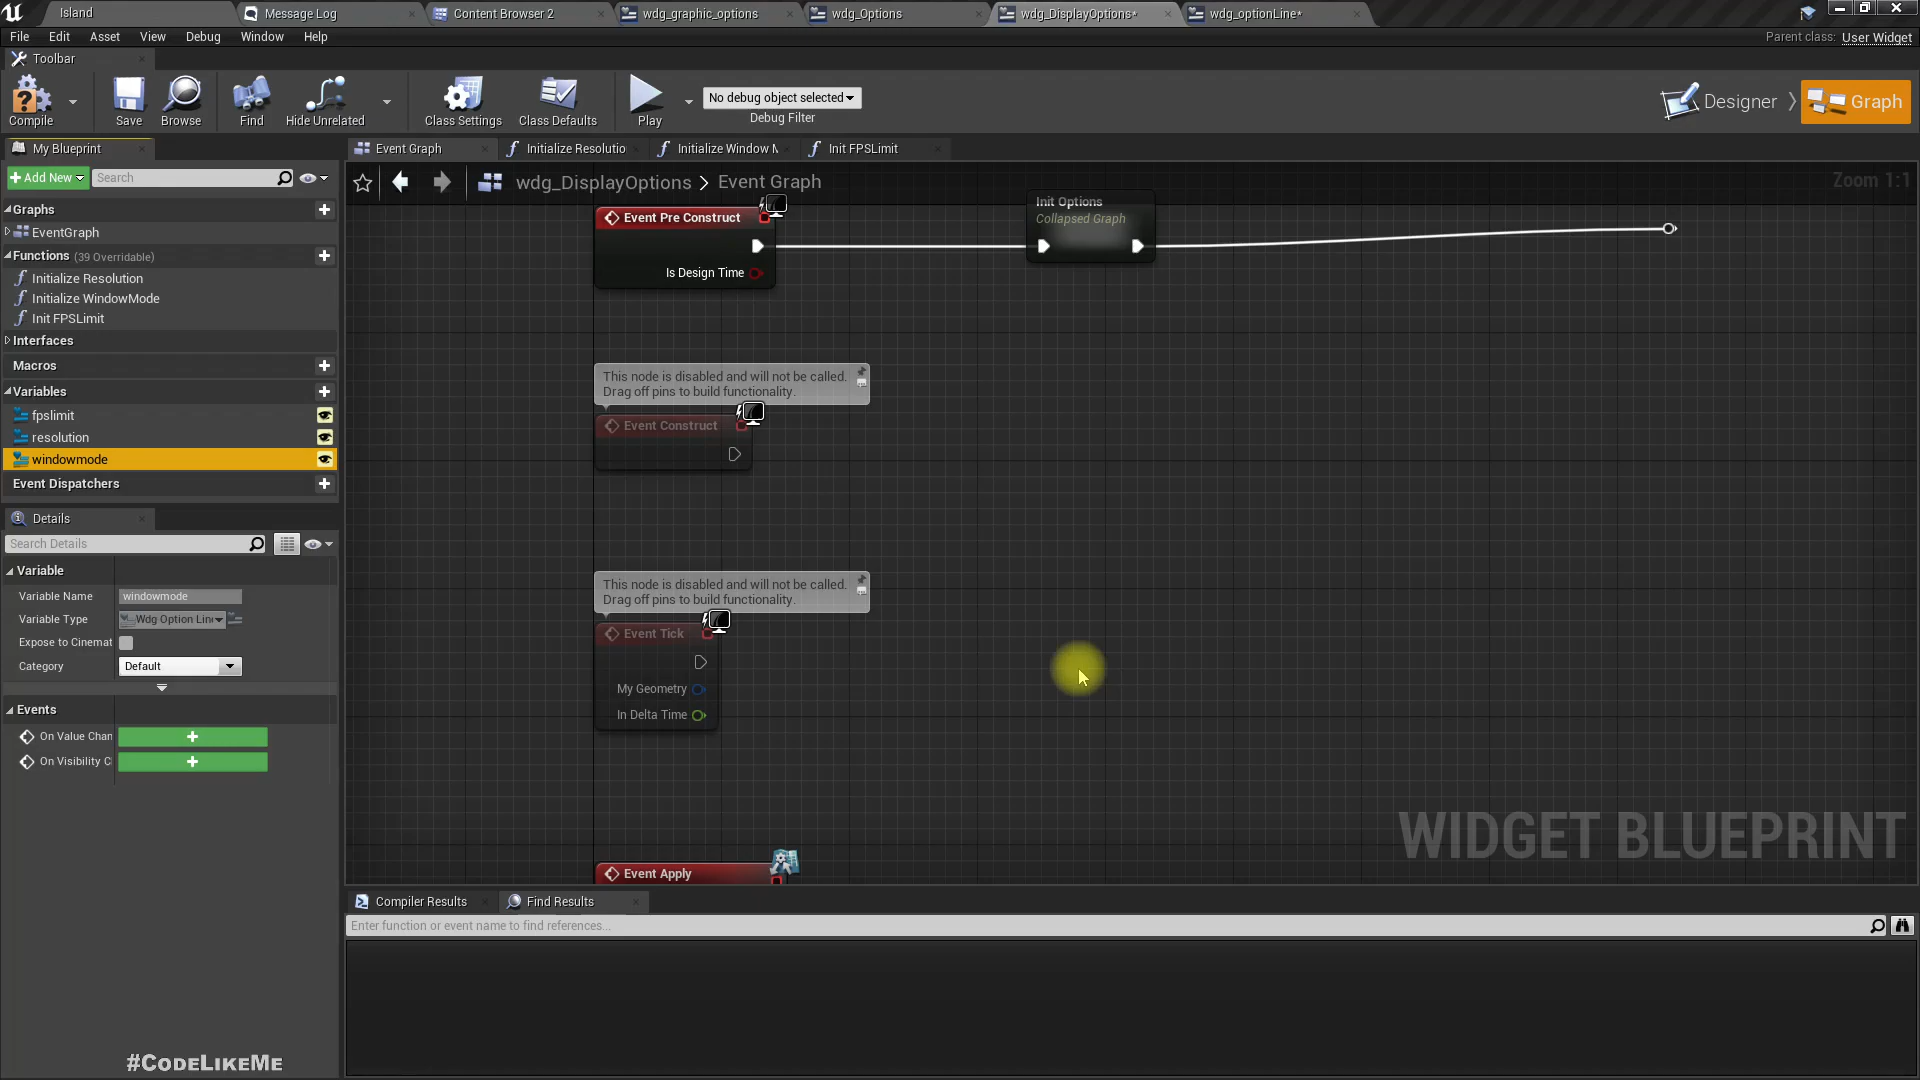 Island
Message Log
Content Browser 2
wdg_graphic_options
wdg_Options
wdg_DisplayOptions*
wdg_optionLine*
File
Edit
Asset
View
Debug
Window
Help
Parent class:
User Widget
Toolbar
Compile
Save
Browse
Find
Hide Unrelated
Class Settings
Class Defaults
Play
No debug object selected
Debug Filter
Designer
Graph
My Blueprint
Event Graph
Initialize Resolutio
Initialize Window M
Init FPSLimit
Add New
Search
wdg_DisplayOptions > Event Graph
Zoom 1:1
Graphs
EventGraph
Functions (39 Overridable)
Initialize Resolution
Initialize WindowMode
Init FPSLimit
Interfaces
Macros
Variables
fpslimit
resolution
windowmode
Event Dispatchers
Details
Search Details
Variable
Variable Name
windowmode
Variable Type
Wdg Option Line
Expose to Cinemat
Category
Default
Events
On Value Chan
On Visibility C
Event Pre Construct
Is Design Time
Init Options
Collapsed Graph
This node is disabled and will not be called.
Drag off pins to build functionality.
Event Construct
This node is disabled and will not be called.
Drag off pins to build functionality.
Event Tick
My Geometry
In Delta Time
Event Apply
WIDGET BLUEPRINT
Compiler Results
Find Results
Enter function or event name to find references...
#CodeLikeMe